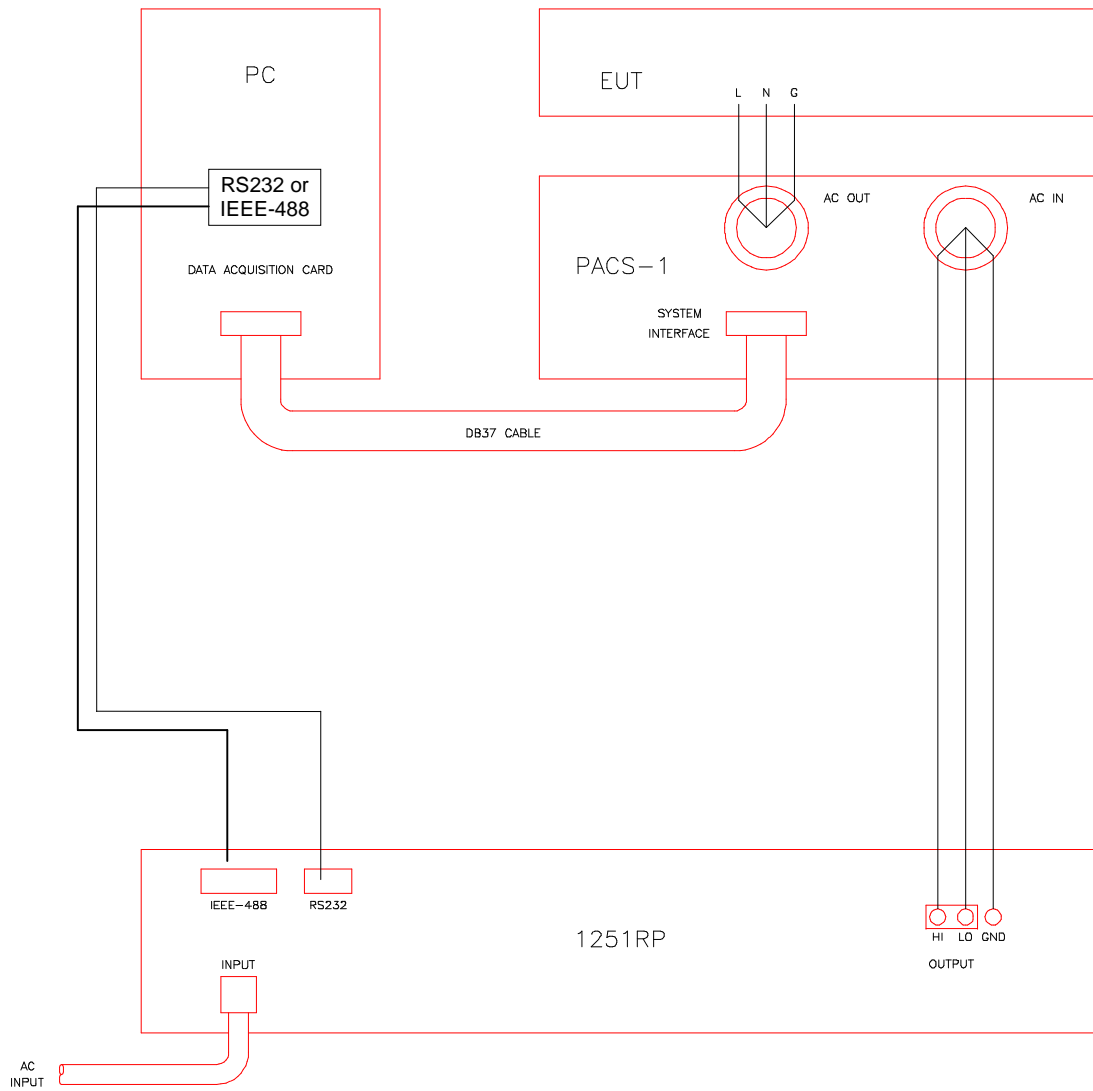 PC
EUT
L N G
RS232 or
IEEE-488
AC OUT
AC IN
DATA ACQUISITION CARD
PACS-1
SYSTEM
INTERFACE
DB37 CABLE
IEEE-488
RS232
1251RP
HI LO GND
OUTPUT
INPUT
AC
INPUT